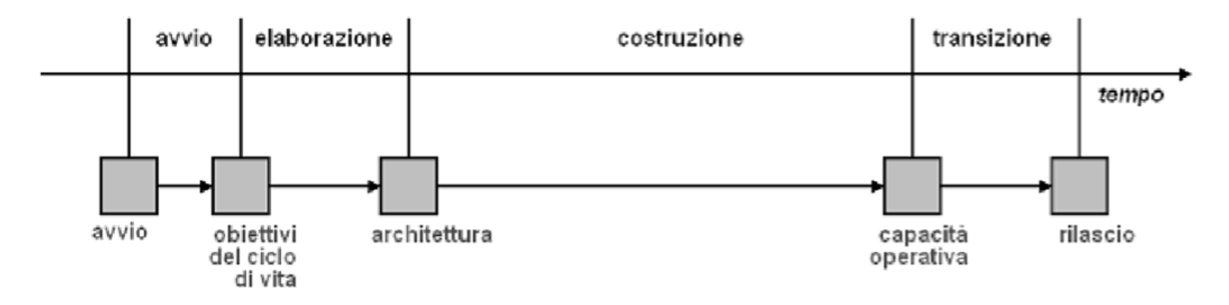 avvio
elaborazione
costruzione
transizione
tempo
avvio
obiettivi
del ciclo
di vita
architettura
capacità
operativa
rilascio